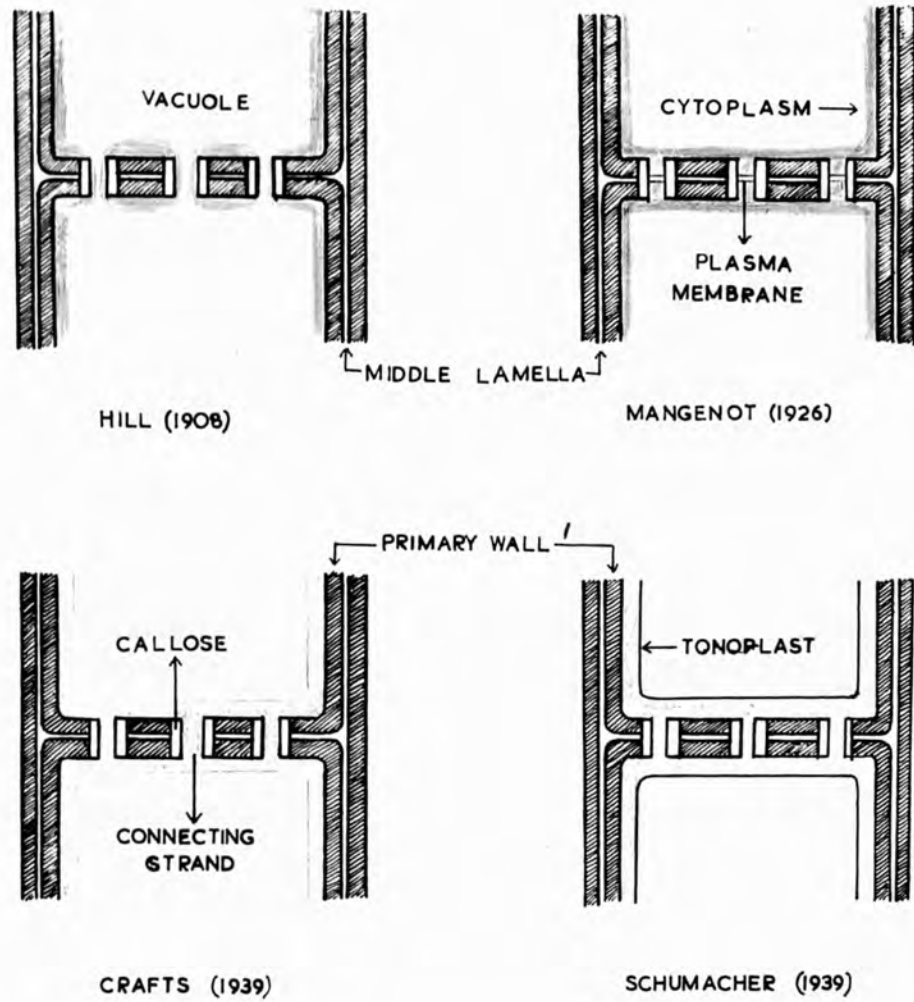 VACUOLE
CYTOPLASM
PLASMA
MEMBRANE
MIDDLE LAMELLA
HILL (1908)
MANGENOT (1926)
PRIMARY WALL
CALLOSE
TONOPLAST
CONNECTING
STRAND
CRAFTS (1939)
SCHUMACHER (1939)